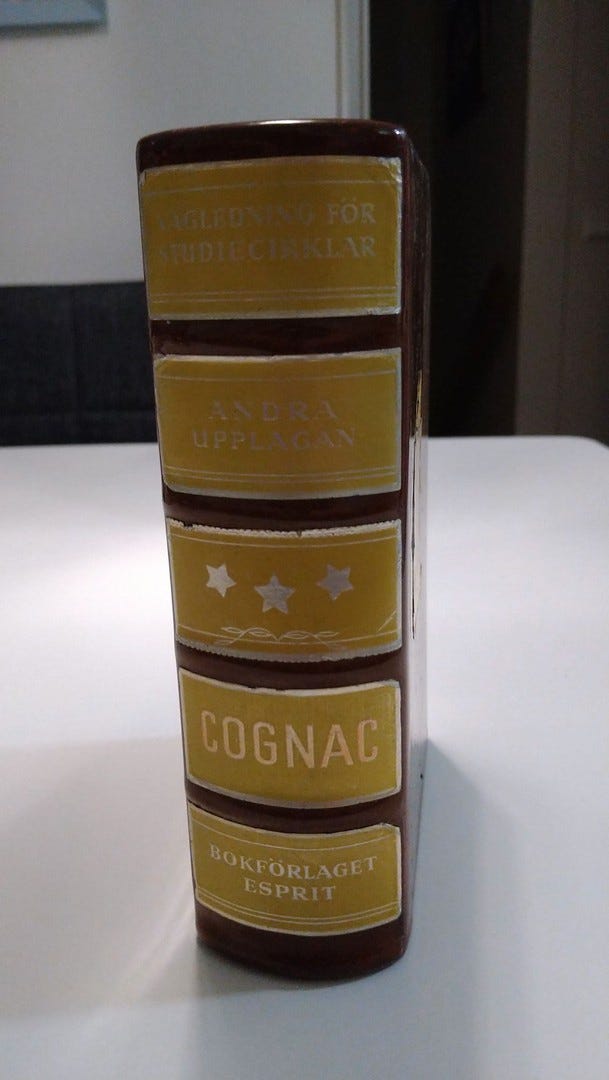 VÄGLEDNING FÖR
STUDIECIRKLAR
ANDRA
UPPLAGAN
COGNAC
BOKFÖRLAGET
ESPRIT